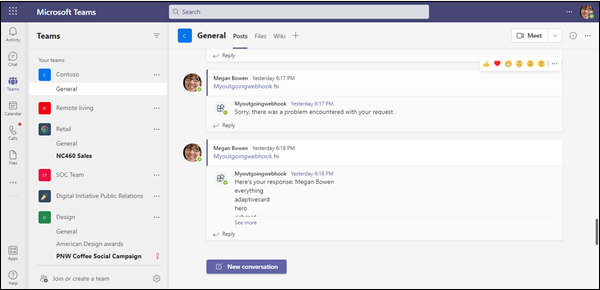 Microsoft Teams
Search
Activity
Chat
Teams
Calendar
Calls
Files
Apps
Help
Teams
Your teams
C Contoso
General
RI Remote living
Retail
General
NC460 Sales
ST SOC Team
Digital Initiative Public Relations
Design
General
American Design awards
PNW Coffee Social Campaign
Join or create a team
C General Posts Files Wiki
Meet
Reply
Megan Bowen Yesterday 6:17 PM
Myoutgoingwebhook hi
Myoutgoingwebhook Yesterday 6:17 PM
Sorry, there was a problem encountered with your request
Reply
Megan Bowen Yesterday 6:18 PM
Myoutgoingwebhook hi
Myoutgoingwebhook Yesterday 6:18 PM
Here's your response: Megan Bowen
everything
adaptivecard
hero
See more
Reply
New conversation